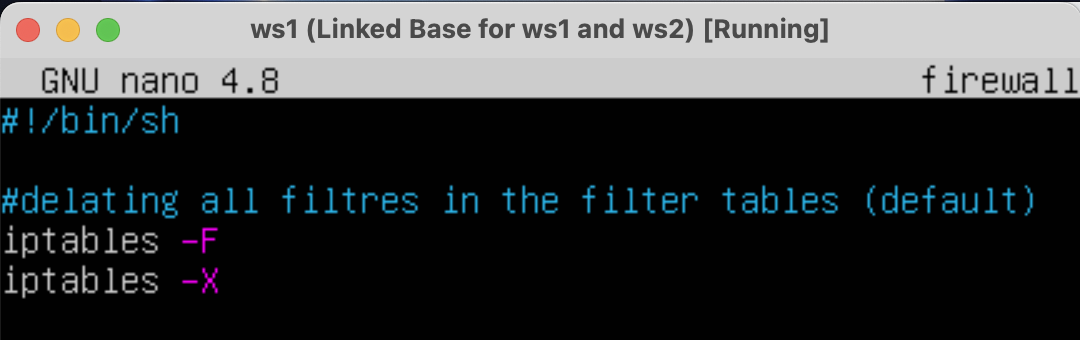 ws1 (Linked Base for ws1 and ws2) [Running]
GNU nano 4.8 firewall
#!/bin/sh
#delating all filtres in the filter tables (default)
iptables -F
iptables -X